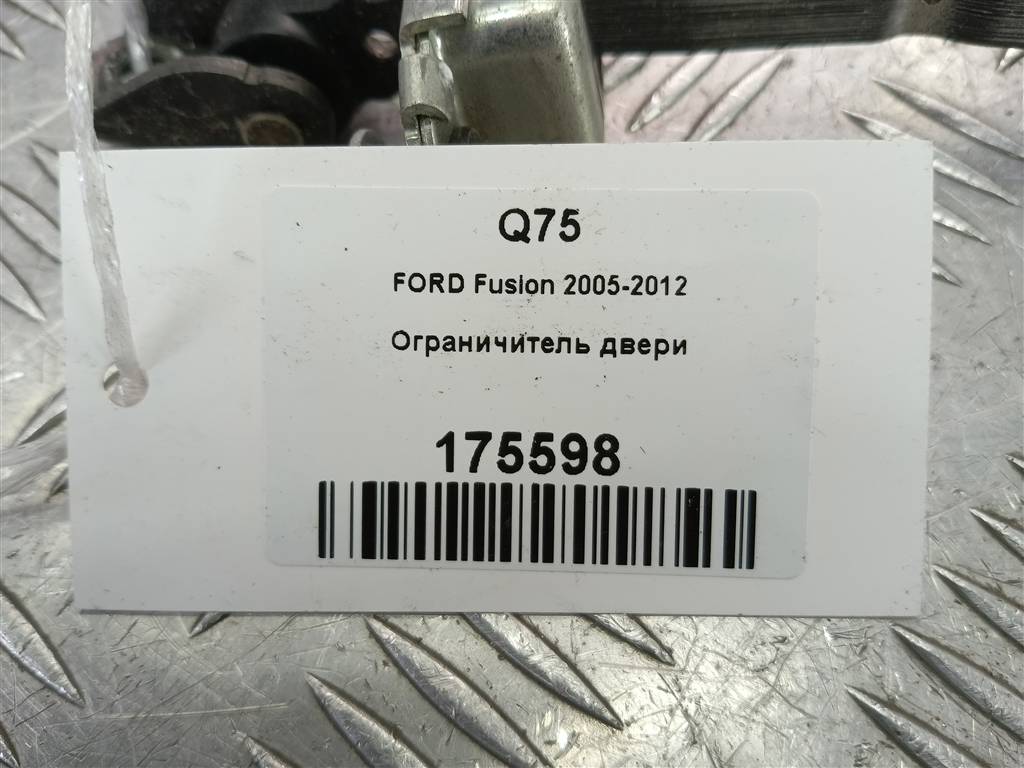 Q75
FORD Fusion 2005-2012
Ограничитель двери
175598